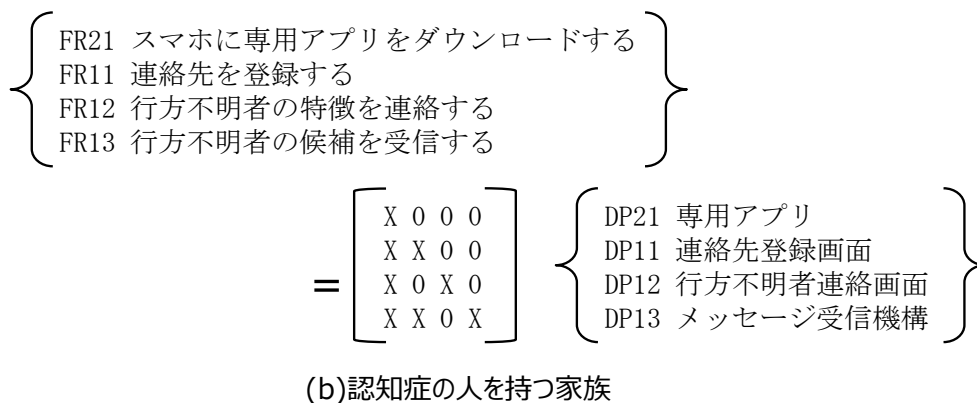 FR21 スマホに専用アプリをダウンロードする
FR11 連絡先を登録する
FR12 行方不明者の特徴を連絡する
FR13 行方不明者の候補を受信する
X 0 0 0
X X 0 0
X 0 X 0
X X 0 X
=
DP21 専用アプリ
DP11 連絡先登録画面
DP12 行方不明者連絡画面
DP13 メッセージ受信機構
(b)認知症の人を持つ家族